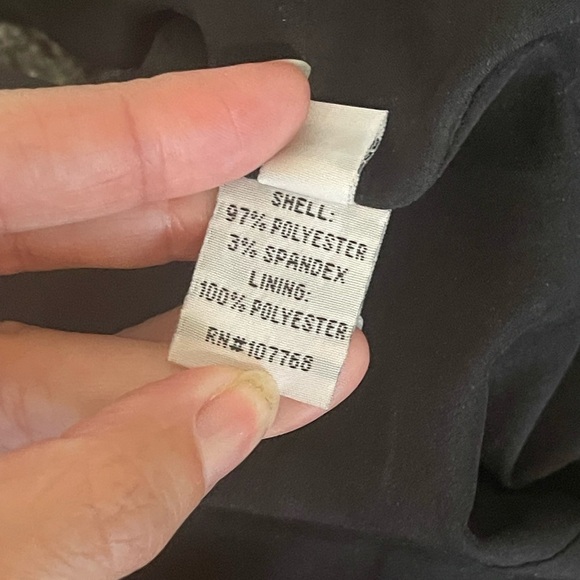 SHELL:
97% POLYESTER
3% SPANDEX
LINING:
100% POLYESTER
RN#107768